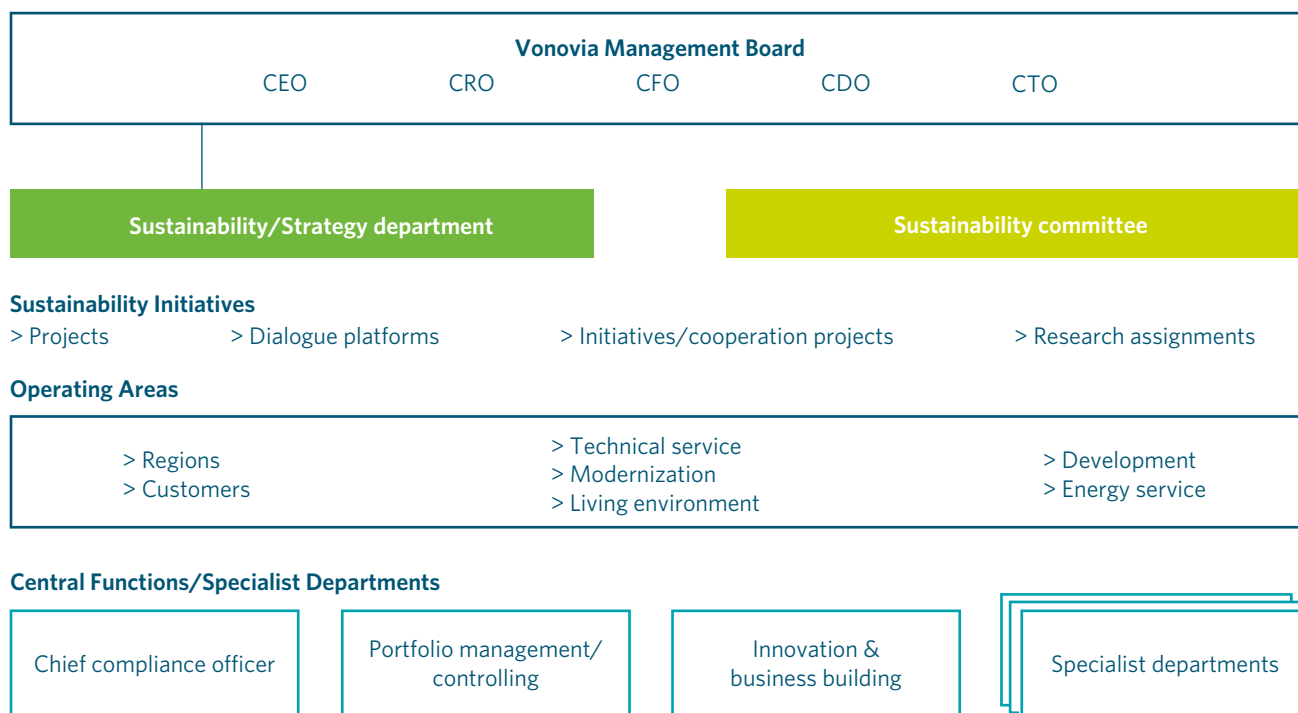 Vonovia Management Board
CEO CRO CFO CDO CTO
Sustainability/Strategy department
Sustainability committee
Sustainability Initiatives
> Projects > Dialogue platforms > Initiatives/cooperation projects > Research assignments
Operating Areas
> Regions
> Customers
> Technical service
> Modernization
> Living environment
> Development
> Energy service
Central Functions/Specialist Departments
Chief compliance officer
Portfolio management/
controlling
Innovation &
business building
Specialist departments